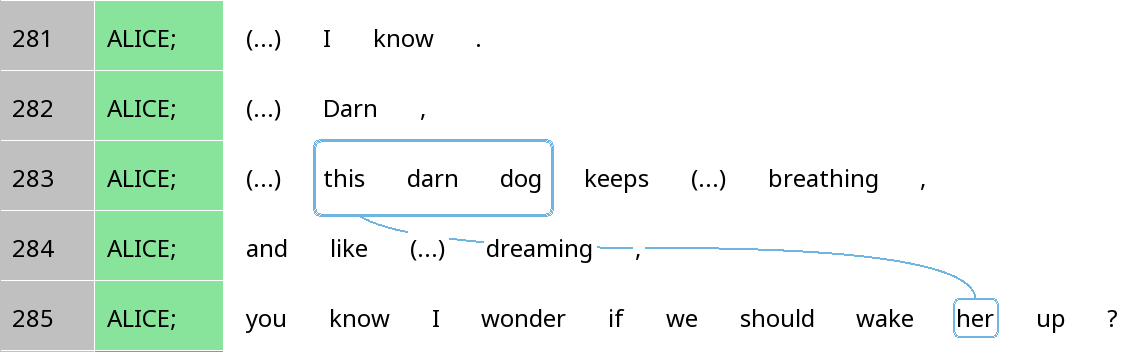 281 ALICE; (...) I know .
282 ALICE; (...) Darn ,
283 ALICE; (...) this darn dog keeps (...) breathing ,
284 ALICE; and like (...) dreaming ,
285 ALICE; you know I wonder if we should wake her up ?